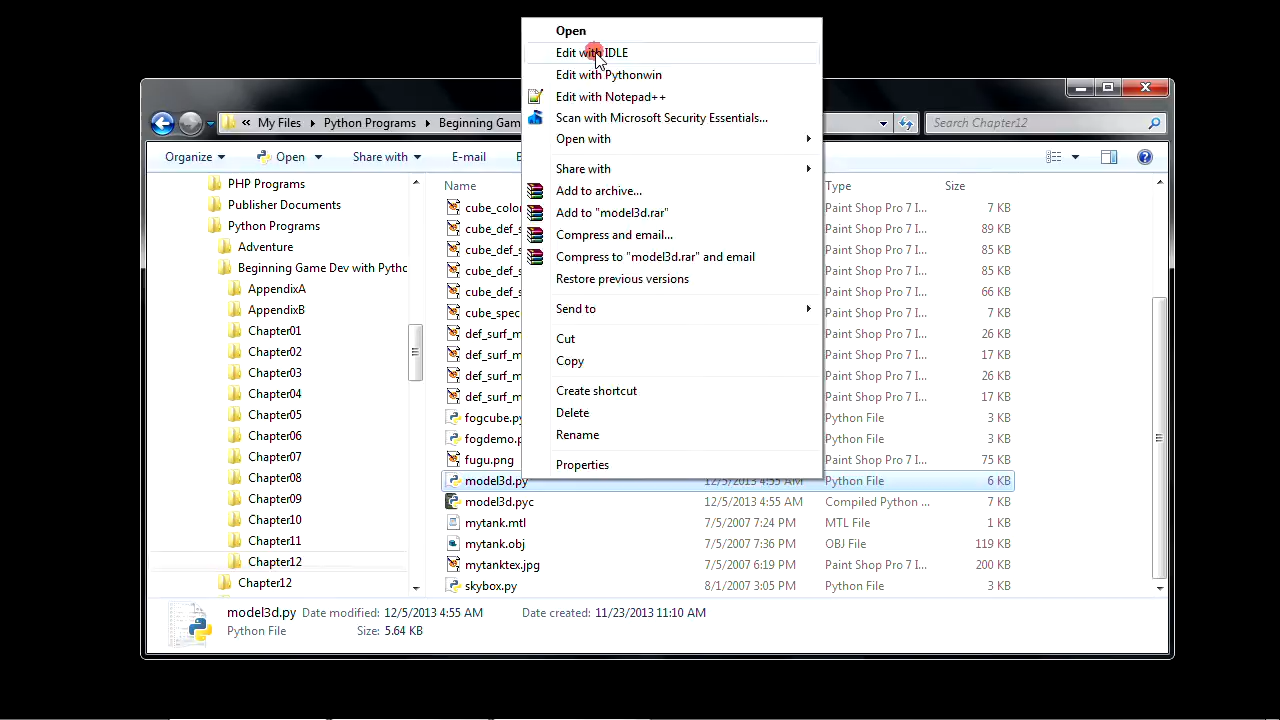 Open
Edit with IDLE
Edit with Pythonwin
Edit with Notepad++
Scan with Microsoft Security Essentials...
Open with
Share with
Add to archive...
Add to "model3d.rar"
Compress and email...
Compress to "model3d.rar" and email
Restore previous versions
Send to
Cut
Copy
Create shortcut
Delete
Rename
Properties
« My Files Python Programs Beginning Gam
Search Chapter12
Organize Open Share with E-mail
PHP Programs
Publisher Documents
Python Programs
Adventure
Beginning Game Dev with Pythc
AppendixA
AppendixB
Chapter01
Chapter02
Chapter03
Chapter04
Chapter05
Chapter06
Chapter07
Chapter08
Chapter09
Chapter10
Chapter11
Chapter12
Chapter12
Name Type Size
cube_colo Paint Shop Pro 7 I... 7 KB
cube_def_s Paint Shop Pro 7 I... 89 KB
cube_def_s Paint Shop Pro 7 I... 85 KB
cube_def_s Paint Shop Pro 7 I... 85 KB
cube_def_s Paint Shop Pro 7 I... 66 KB
cube_spec Paint Shop Pro 7 I... 7 KB
def_surf_m Paint Shop Pro 7 I... 26 KB
def_surf_m Paint Shop Pro 7 I... 17 KB
def_surf_m Paint Shop Pro 7 I... 26 KB
def_surf_m Paint Shop Pro 7 I... 17 KB
fogcube.py Python File 3 KB
fogdemo.p Python File 3 KB
fugu.png Paint Shop Pro 7 I... 75 KB
model3d.py 12/5/2013 4:55 AM Python File 6 KB
model3d.pyc 12/5/2013 4:55 AM Compiled Python ... 7 KB
mytank.mtl 7/5/2007 7:24 PM MTL File 1 KB
mytank.obj 7/5/2007 7:36 PM OBJ File 119 KB
mytanktex.jpg 7/5/2007 6:19 PM Paint Shop Pro 7 I... 200 KB
skybox.py 8/1/2007 3:05 PM Python File 3 KB
model3d.py Date modified: 12/5/2013 4:55 AM Date created: 11/23/2013 11:10 AM
Python File Size: 5.64 KB